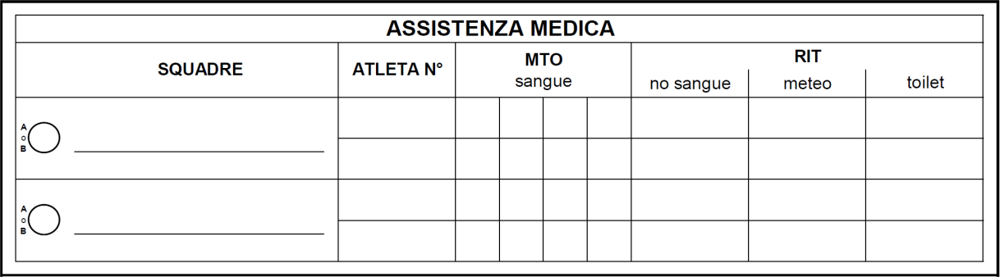 ASSISTENZA MEDICA
SQUADRE ATLETA N° MTO RIT
sangue no sangue meteo toilet
A
o
B
A
o
B